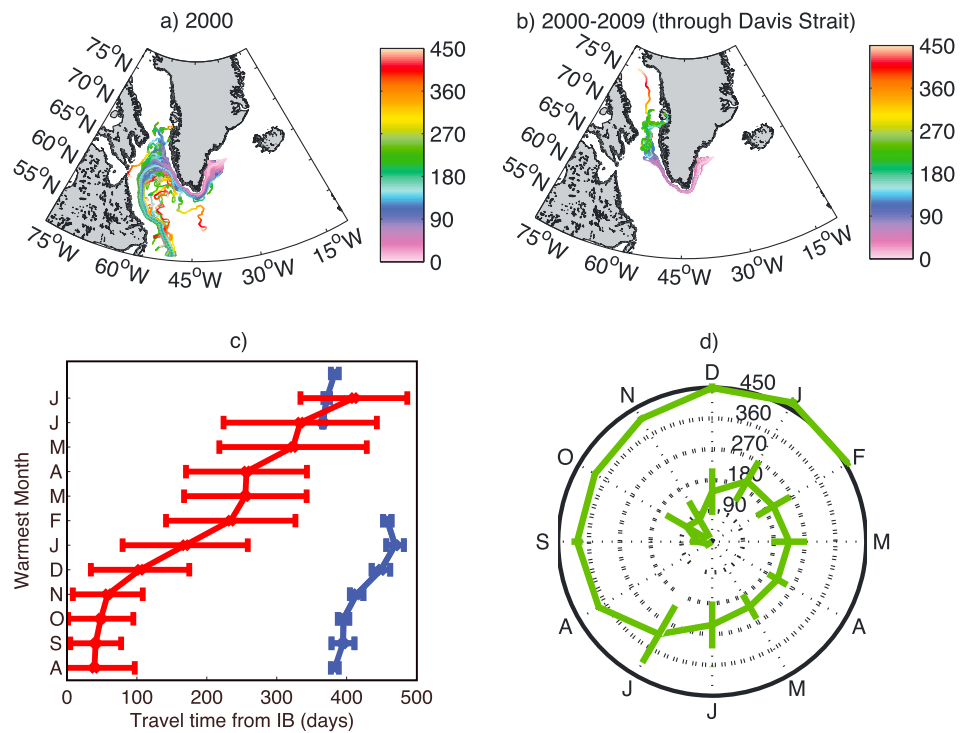 a) 2000
b) 2000-2009 (through Davis Strait)
75°N
70°N
65°N
60°N
55°N
75°W
60°W
45°W
30°W
15°W
450
360
270
180
90
0
75°N
70°N
65°N
60°N
55°N
75°W
60°W
45°W
30°W
15°W
450
360
270
180
90
0
c)
Warmest Month
J
J
M
A
M
F
J
D
N
O
S
A
0
100
200
300
400
500
Travel time from IB (days)
d)
D
J
F
M
A
M
J
J
A
S
O
N
450
360
270
180
90